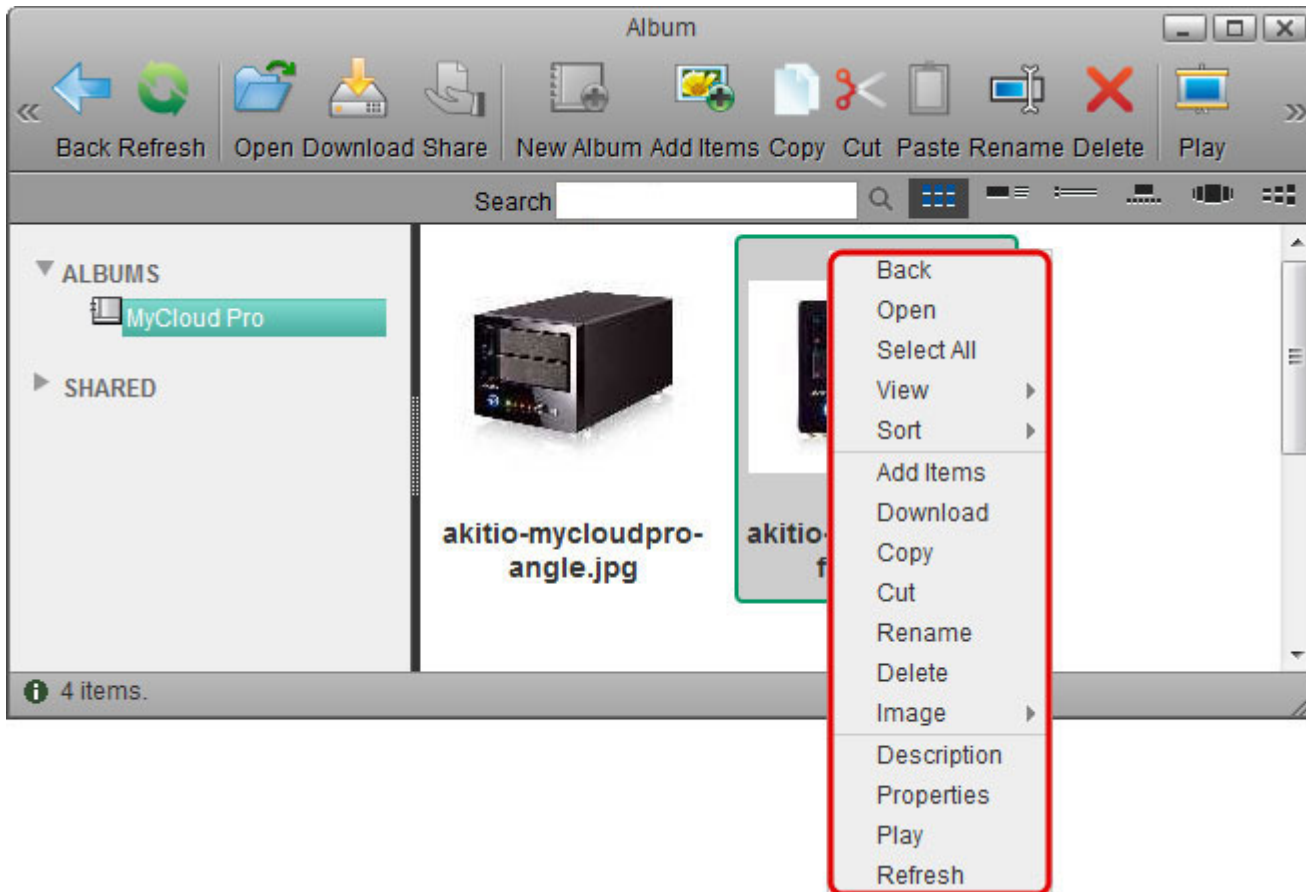 Album
Back Refresh Open Download Share New Album Add Items Copy Cut Paste Rename Delete Play
Search
ALBUMS
MyCloud Pro
SHARED
akitio-mycloudpro-
angle.jpg
akitio-
f
Back
Open
Select All
View
Sort
Add Items
Download
Copy
Cut
Rename
Delete
Image
Description
Properties
Play
Refresh
4 items.